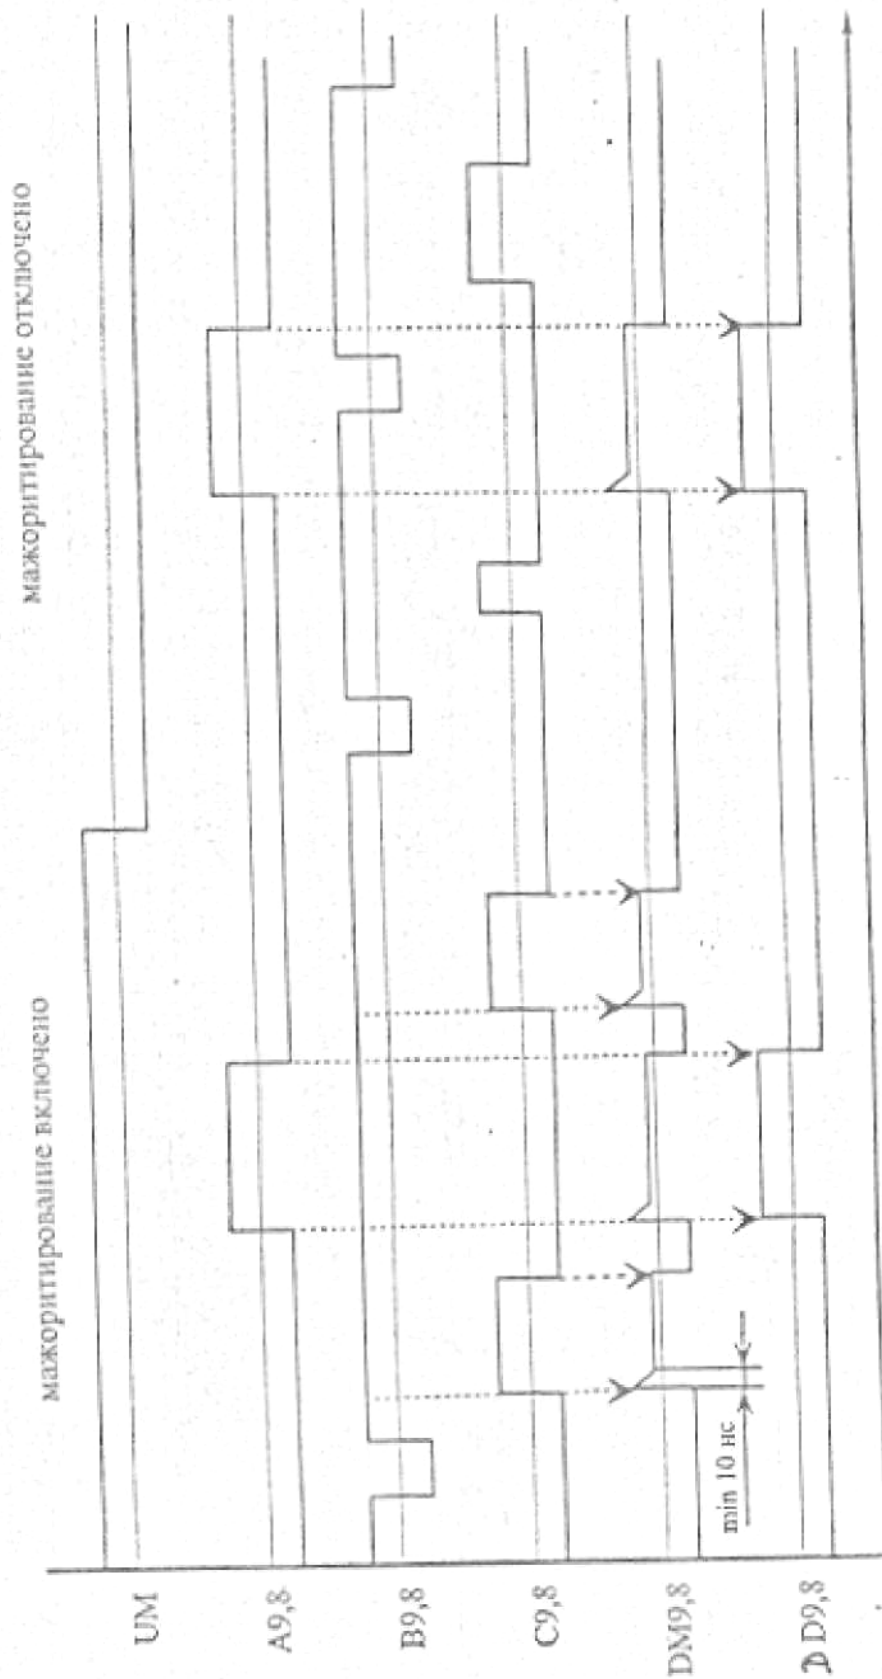 мажоритирование включено
мажоритирование отключено
UM
A9,8
B9,8
C9,8
DM9,8
min 10 нс
D D9,8